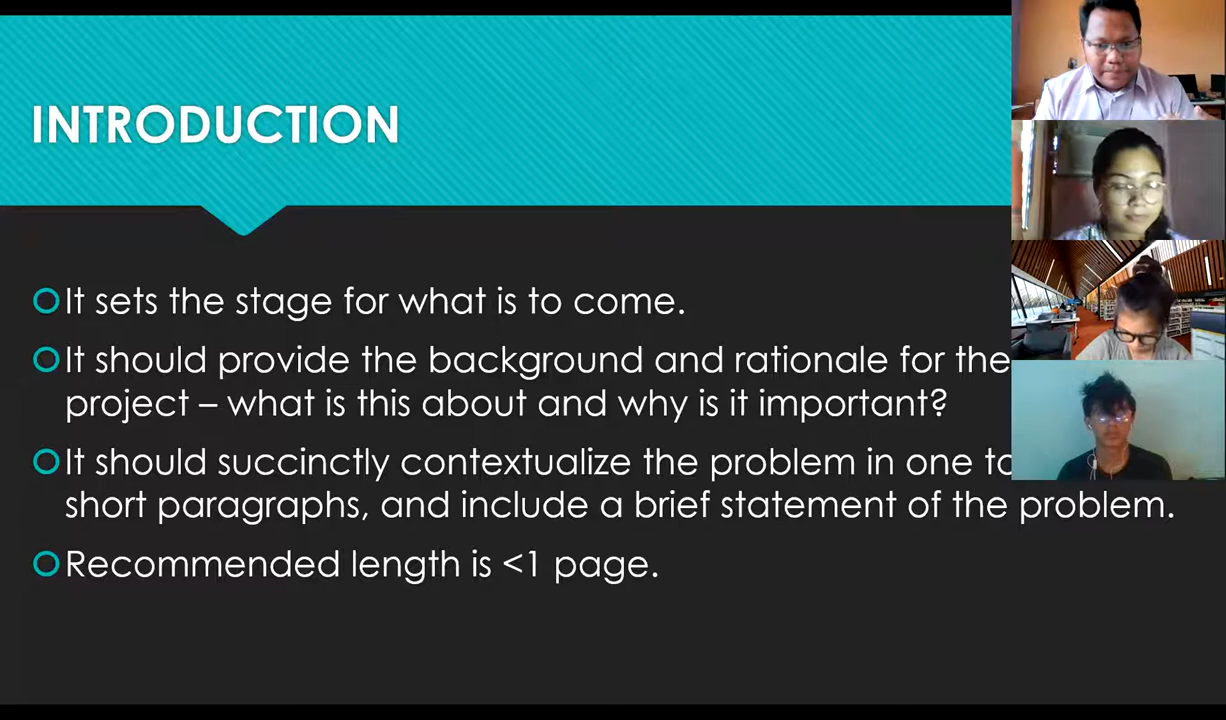 INTRODUCTION
It sets the stage for what is to come.
It should provide the background and rationale for the
project – what is this about and why is it important?
It should succinctly contextualize the problem in one
short paragraphs, and include a brief statement of the problem.
Recommended length is <1 page.